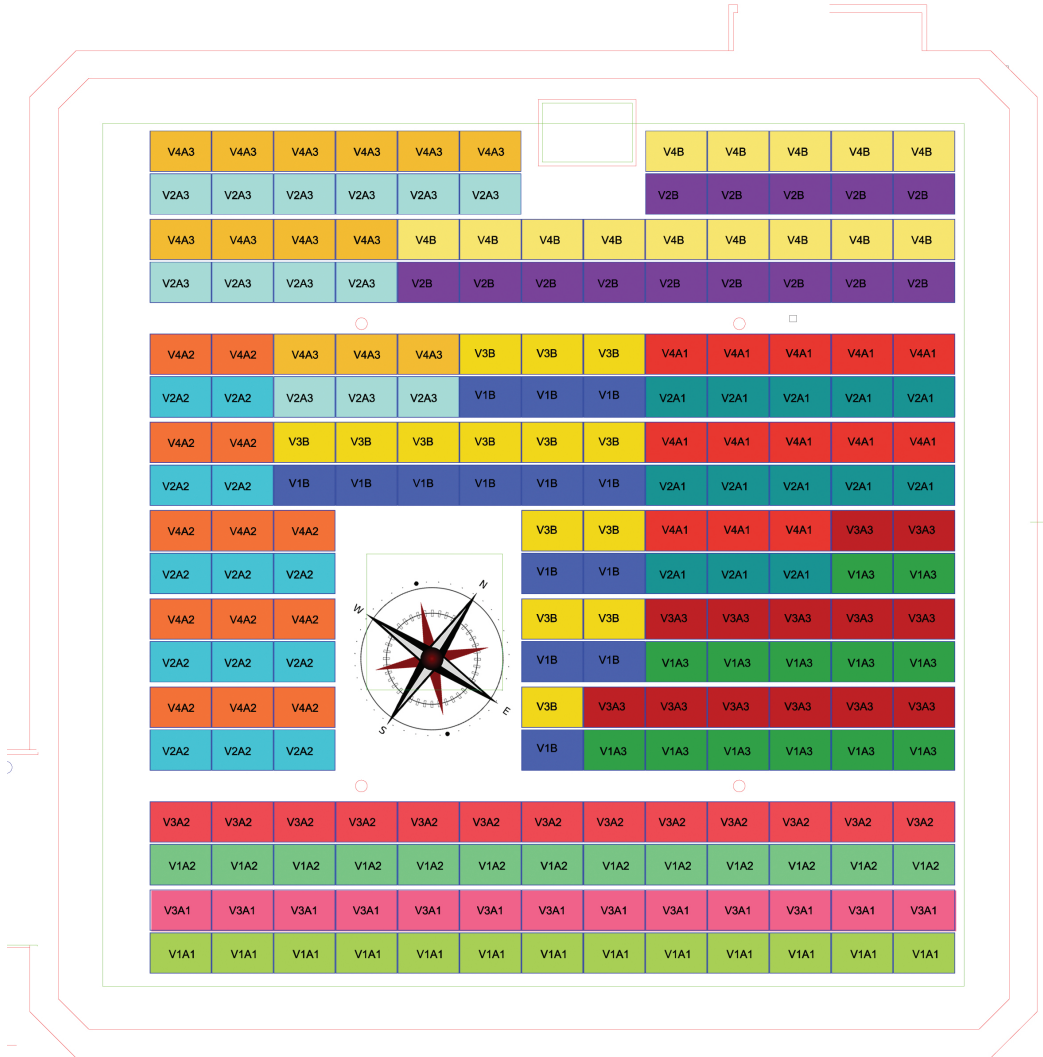 V4A3 V4A3 V4A3 V4A3 V4A3 V4A3 V4B V4B V4B V4B V4B
V2A3 V2A3 V2A3 V2A3 V2A3 V2A3 V2B V2B V2B V2B V2B
V4A3 V4A3 V4A3 V4A3 V4B V4B V4B V4B V4B V4B V4B V4B V4B
V2A3 V2A3 V2A3 V2A3 V2B V2B V2B V2B V2B V2B V2B V2B V2B
V4A2 V4A2 V4A3 V4A3 V4A3 V3B V3B V3B V4A1 V4A1 V4A1 V4A1 V4A1
V2A2 V2A2 V2A3 V2A3 V2A3 V1B V1B V1B V2A1 V2A1 V2A1 V2A1 V2A1
V4A2 V4A2 V3B V3B V3B V3B V3B V3B V4A1 V4A1 V4A1 V4A1 V4A1
V2A2 V2A2 V1B V1B V1B V1B V1B V1B V2A1 V2A1 V2A1 V2A1 V2A1
V4A2 V4A2 V4A2 V3B V3B V4A1 V4A1 V4A1 V3A3 V3A3
V2A2 V2A2 V2A2 V1B V1B V2A1 V2A1 V2A1 V1A3 V1A3
N
W
V4A2 V4A2 V4A2 V3B V3B V3A3 V3A3 V3A3 V3A3 V3A3
V2A2 V2A2 V2A2 V1B V1B V1A3 V1A3 V1A3 V1A3 V1A3
V4A2 V4A2 V4A2 V3B V3A3 V3A3 V3A3 V3A3 V3A3 V3A3
E
S
V2A2 V2A2 V2A2 V1B V1A3 V1A3 V1A3 V1A3 V1A3 V1A3
V3A2 V3A2 V3A2 V3A2 V3A2 V3A2 V3A2 V3A2 V3A2 V3A2 V3A2 V3A2 V3A2
V1A2 V1A2 V1A2 V1A2 V1A2 V1A2 V1A2 V1A2 V1A2 V1A2 V1A2 V1A2 V1A2
V3A1 V3A1 V3A1 V3A1 V3A1 V3A1 V3A1 V3A1 V3A1 V3A1 V3A1 V3A1 V3A1
V1A1 V1A1 V1A1 V1A1 V1A1 V1A1 V1A1 V1A1 V1A1 V1A1 V1A1 V1A1 V1A1